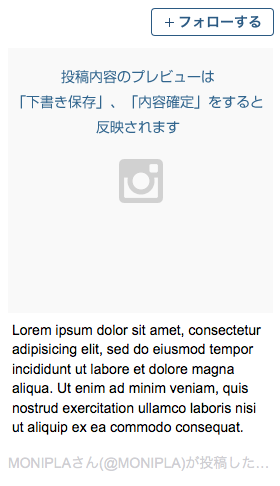 ＋フォローする
投稿内容のプレビューは
「下書き保存」、「内容確定」をすると
反映されます
Lorem ipsum dolor sit amet, consectetur
adipisicing elit, sed do eiusmod tempor
incididunt ut labore et dolore magna
aliqua. Ut enim ad minim veniam, quis
nostrud exercitation ullamco laboris nisi
ut aliquip ex ea commodo consequat.
MONIPLAさん(@MONIPLA)が投稿した…